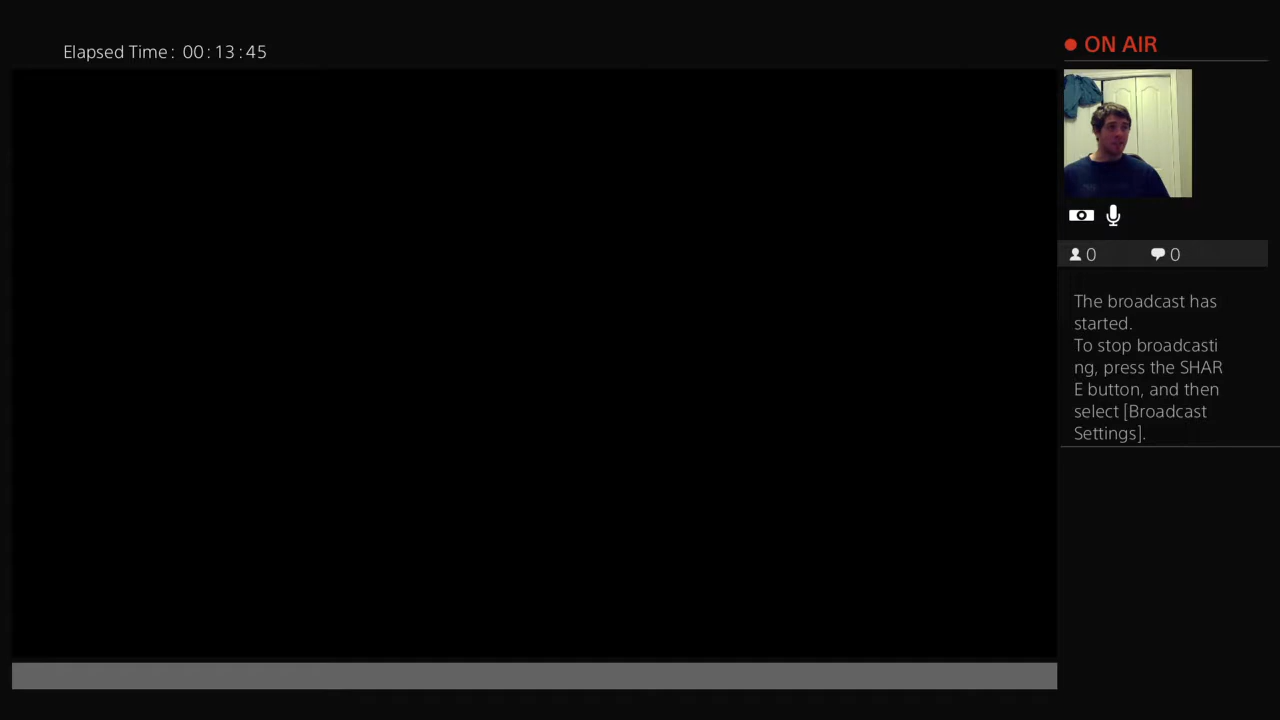 Elapsed Time: 00:13:45
ON AIR
0 0
The broadcast has
started.
To stop broadcasti
ng, press the SHAR
E button, and then
select [Broadcast
Settings].